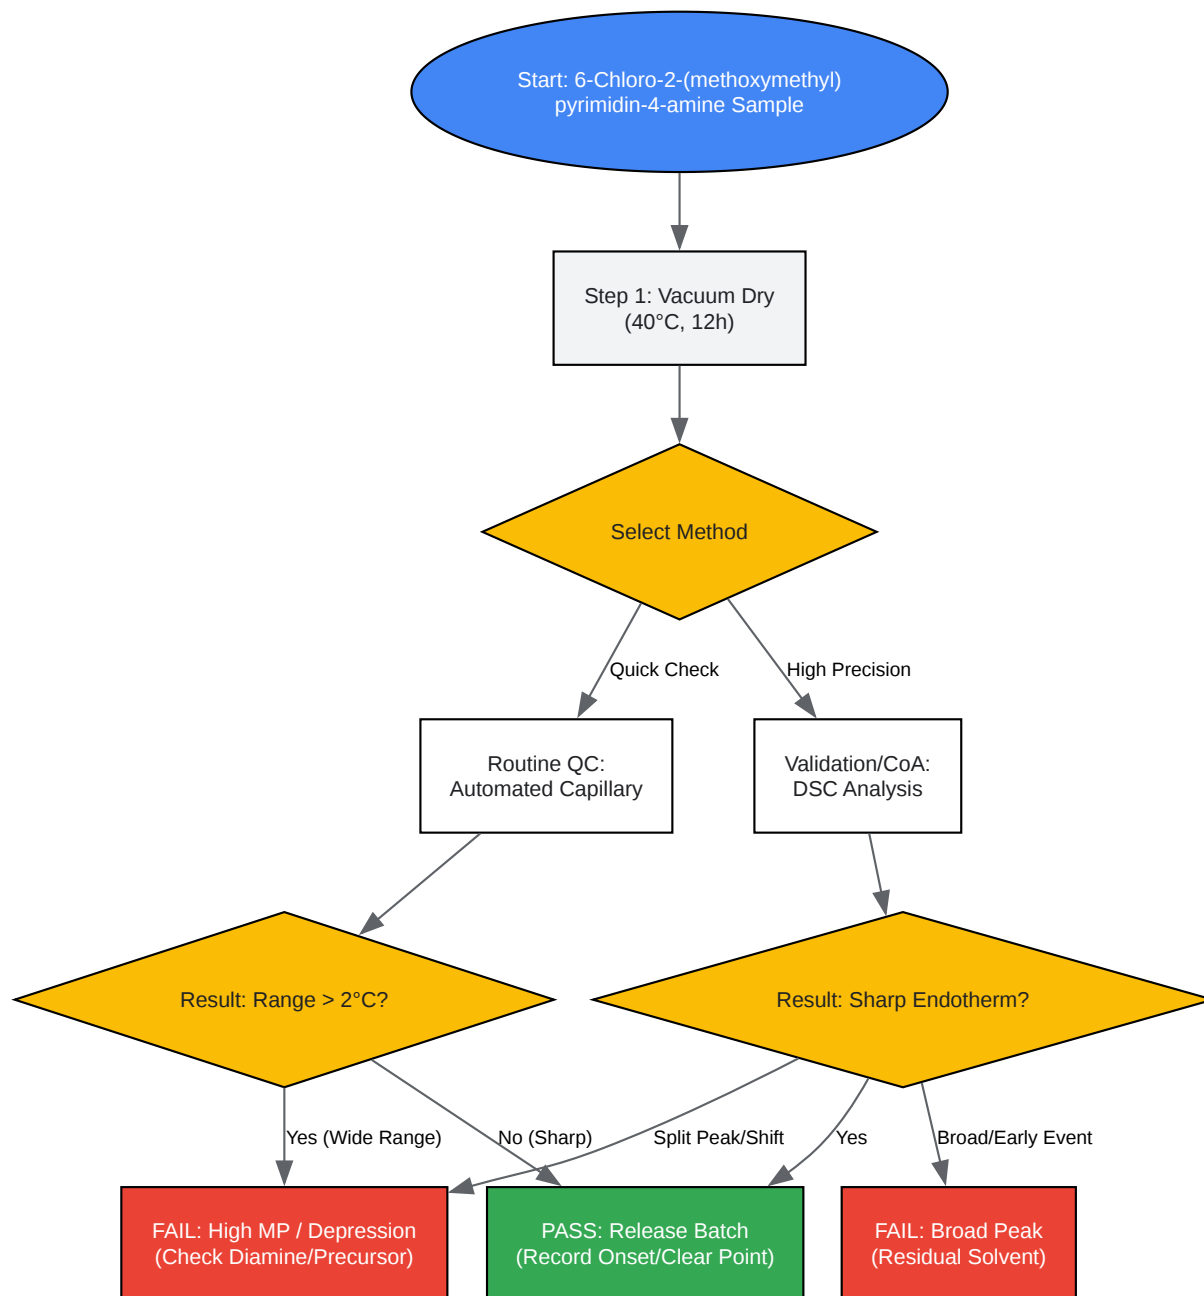 Start: 6-Chloro-2-(methoxymethyl)
pyrimidin-4-amine Sample
Step 1: Vacuum Dry
(40°C, 12h)
Select Method
Quick Check
High Precision
Routine QC:
Automated Capillary
Validation/CoA:
DSC Analysis
Result: Range > 2°C?
Result: Sharp Endotherm?
Yes (Wide Range)
No (Sharp)
Split Peak/Shift
Yes
Broad/Early Event
FAIL: High MP / Depression
(Check Diamine/Precursor)
PASS: Release Batch
(Record Onset/Clear Point)
FAIL: Broad Peak
(Residual Solvent)